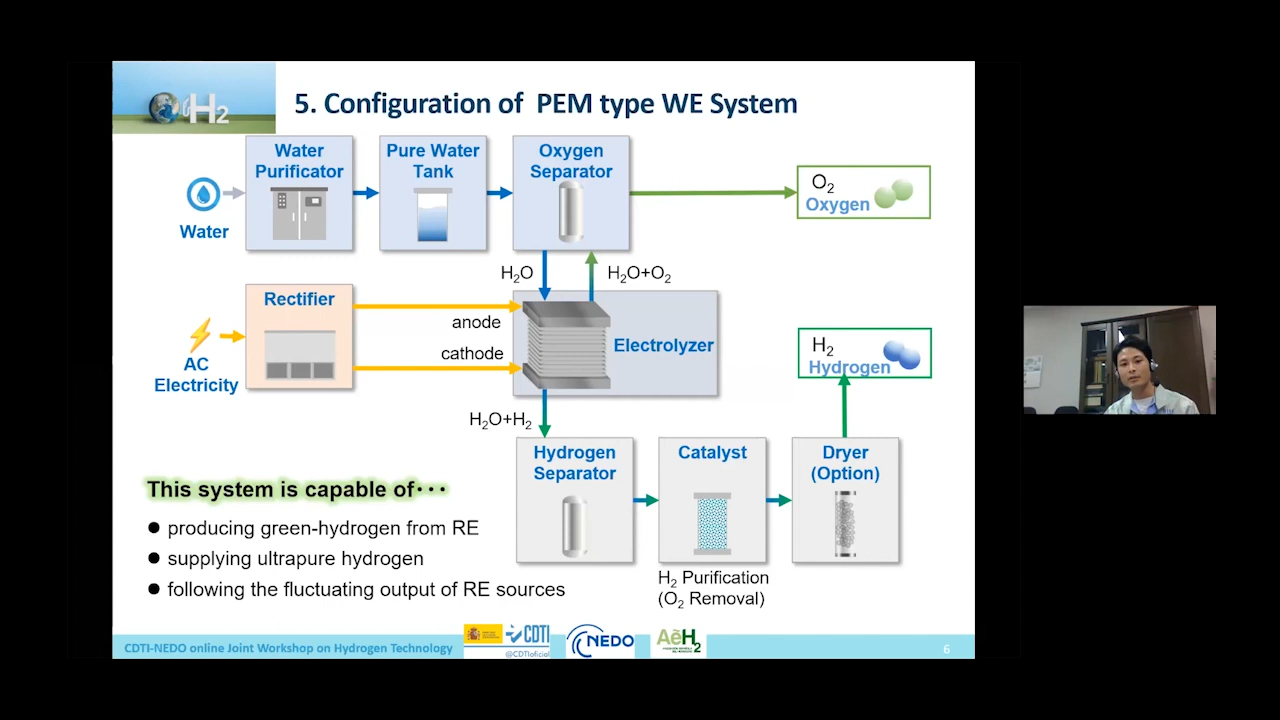 H2
5. Configuration of PEM type WE System
Water
Purificator
Pure Water
Tank
Oxygen
Separator
O2
Oxygen
Water
H2O
H2O+O2
Rectifier
anode
cathode
Electrolyzer
AC
Electricity
H2
Hydrogen
H2O+H2
Hydrogen
Separator
Catalyst
Dryer
(Option)
H2 Purification
(O2 Removal)
This system is capable of･･･
● producing green-hydrogen from RE
● supplying ultrapure hydrogen
● following the fluctuating output of RE sources
CDTI-NEDO online Joint Workshop on Hydrogen Technology
CDTI
@CDTIoficial
NEDO
AeH2
6